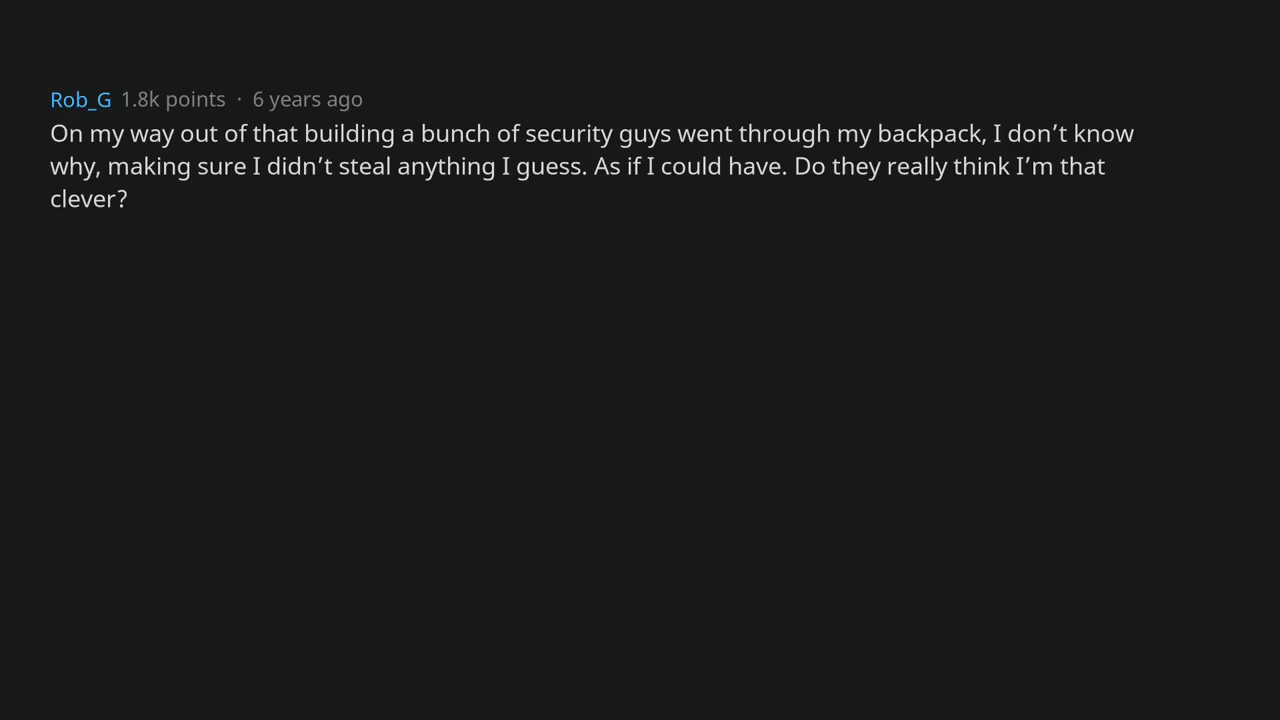 Rob_G 1.8k points · 6 years ago
On my way out of that building a bunch of security guys went through my backpack, I don’t know
why, making sure I didn’t steal anything I guess. As if I could have. Do they really think I’m that
clever?